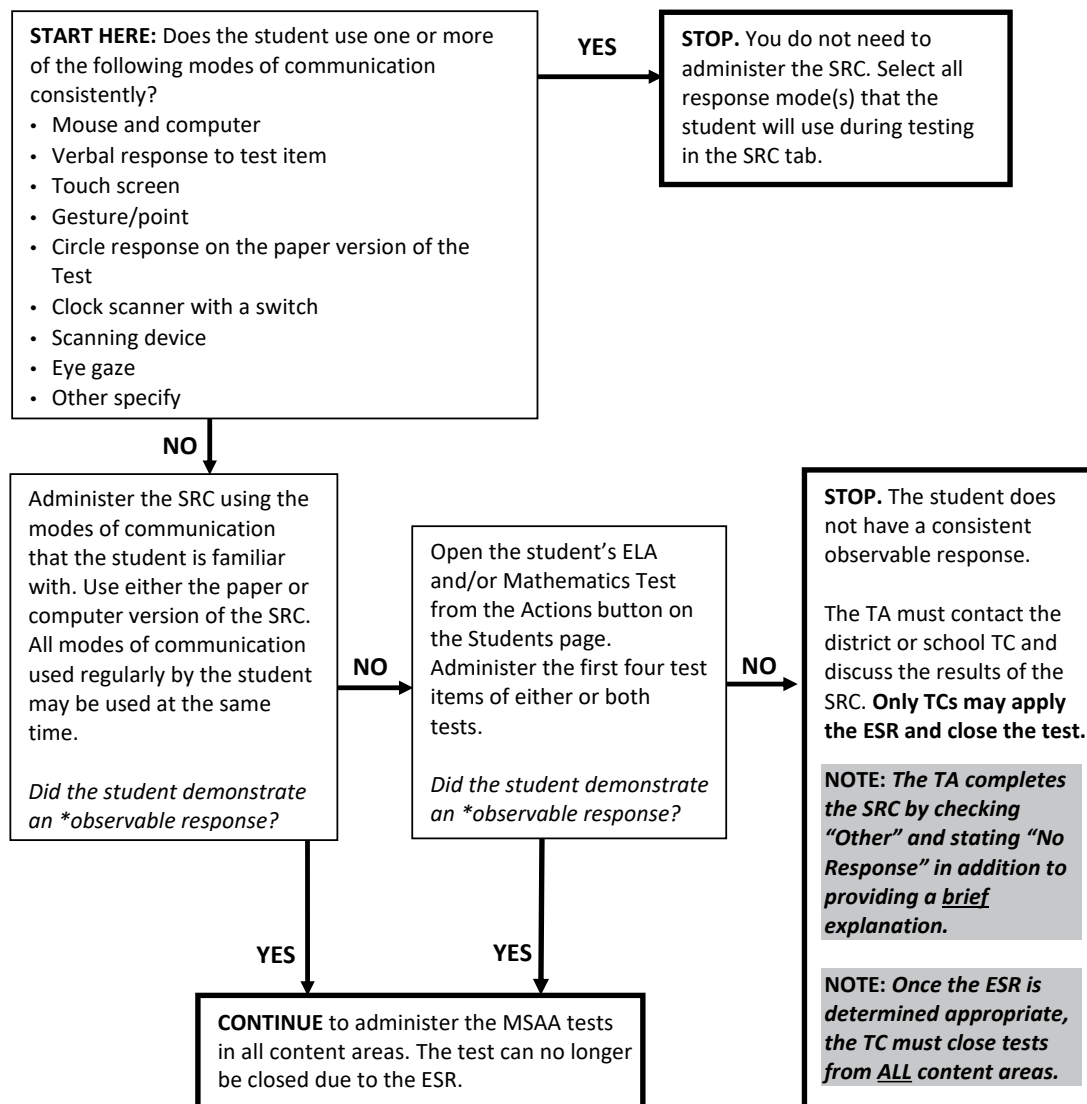 START HERE: Does the student use one or more
of the following modes of communication
consistently?
• Mouse and computer
• Verbal response to test item
• Touch screen
• Gesture/point
• Circle response on the paper version of the
Test
• Clock scanner with a switch
• Scanning device
• Eye gaze
• Other specify
YES
STOP. You do not need to
administer the SRC. Select all
response mode(s) that the
student will use during testing
in the SRC tab.
NO
Administer the SRC using the
modes of communication
that the student is familiar
with. Use either the paper or
computer version of the SRC.
All modes of communication
used regularly by the student
may be used at the same
time.
Did the student demonstrate
an *observable response?
NO
Open the student’s ELA
and/or Mathematics Test
from the Actions button on
the Students page.
Administer the first four test
items of either or both
tests.
Did the student demonstrate
an *observable response?
NO
STOP. The student does
not have a consistent
observable response.
The TA must contact the
district or school TC and
discuss the results of the
SRC. Only TCs may apply
the ESR and close the test.
NOTE: The TA completes
the SRC by checking
“Other” and stating “No
Response” in addition to
providing a brief
explanation.
NOTE: Once the ESR is
determined appropriate,
the TC must close tests
from ALL content areas.
YES
YES
CONTINUE to administer the MSAA tests
in all content areas. The test can no longer
be closed due to the ESR.